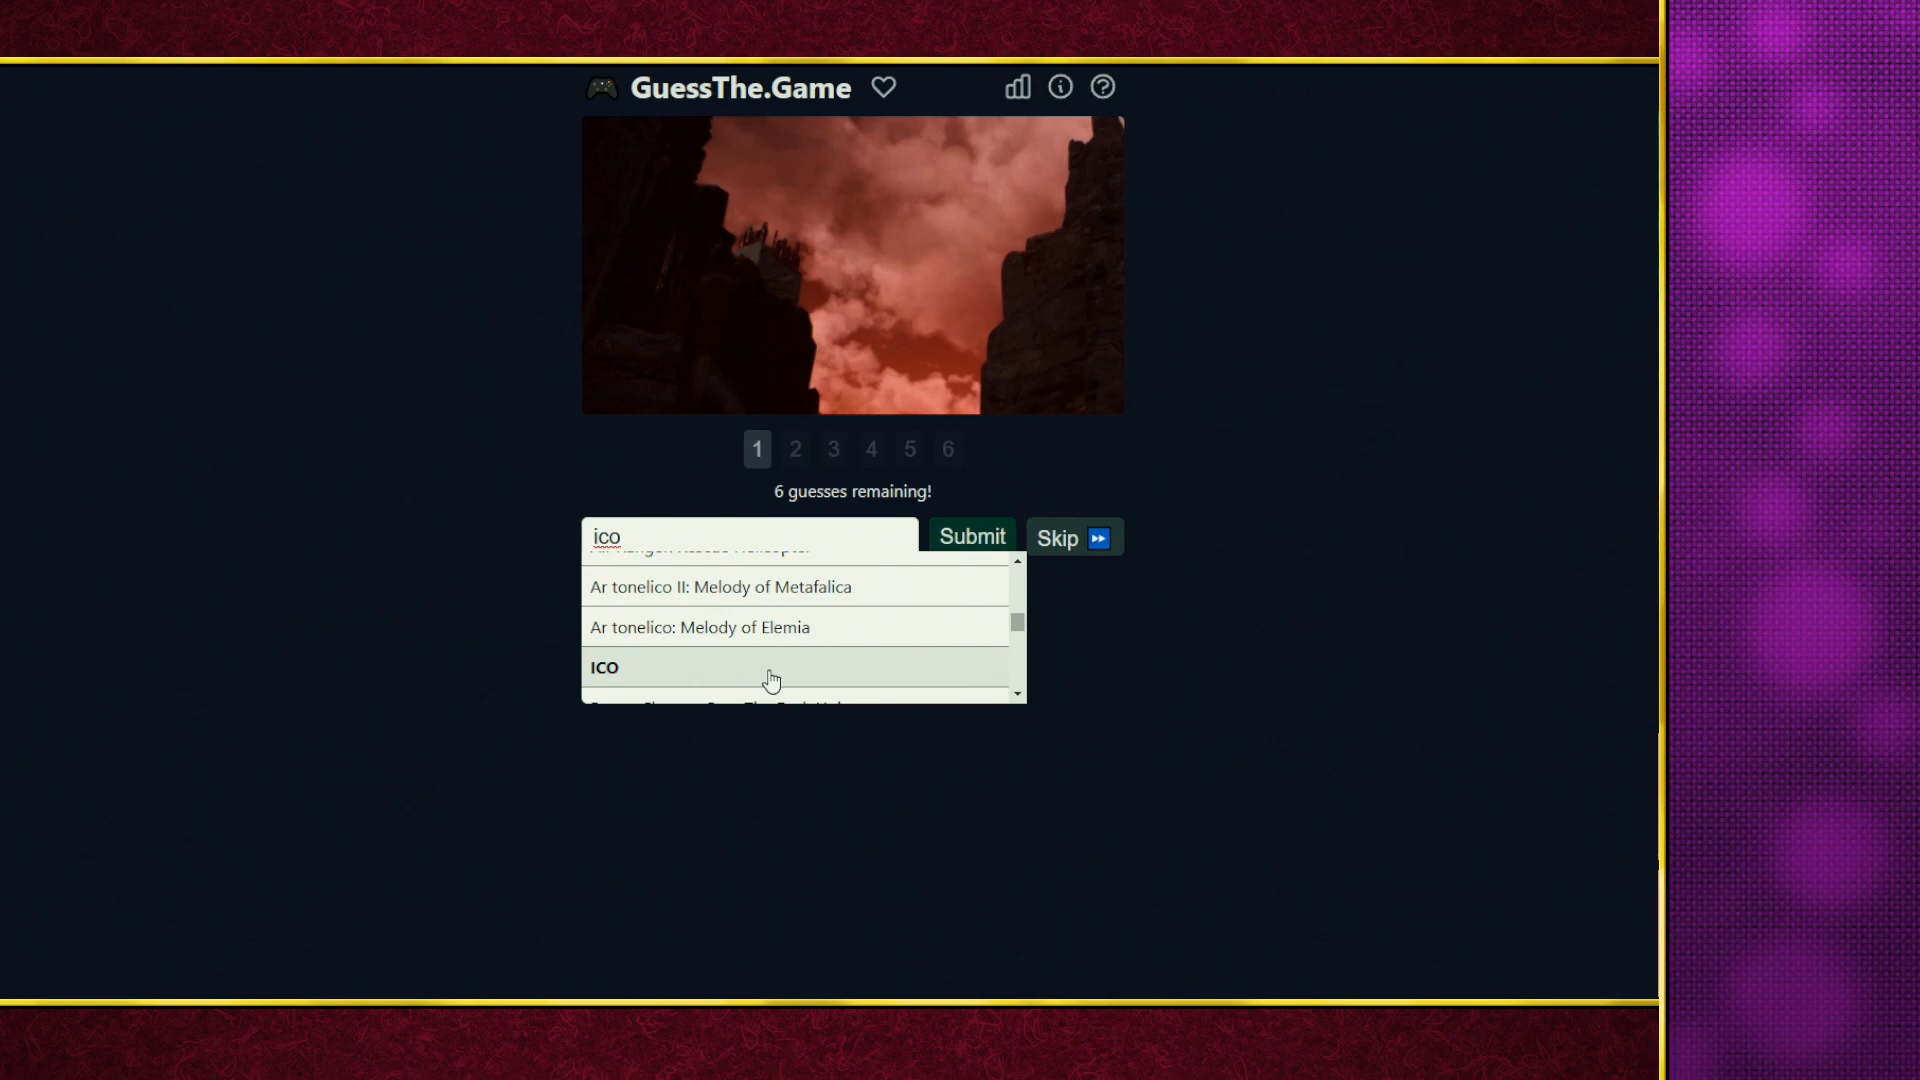 GuessThe.Game
1 2 3 4 5 6
6 guesses remaining!
ico
Submit
Skip
Ar tonelico II: Melody of Metafalica
Ar tonelico: Melody of Elemia
ICO